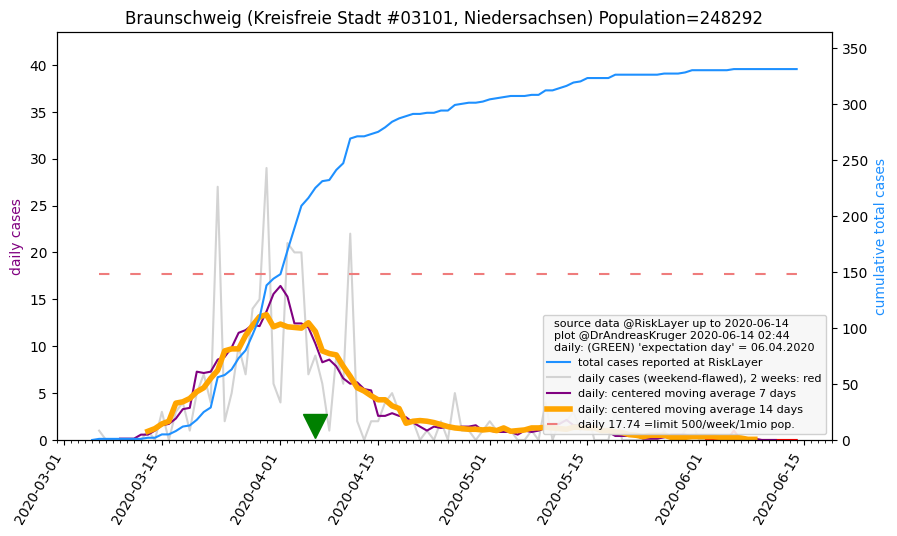 Braunschweig (Kreisfreie Stadt #03101, Niedersachsen) Population=248292
daily cases
40
35
30
25
20
15
10
5
0
350
300
250
200
150
100
50
0
cumulative total cases
source data @RiskLayer up to 2020-06-14
plot @DrAndreasKruger 2020-06-14 02:44
daily: (GREEN) 'expectation day' = 06.04.2020
total cases reported at RiskLayer
daily cases (weekend-flawed), 2 weeks: red
daily: centered moving average 7 days
daily: centered moving average 14 days
daily 17.74 =limit 500/week/1mio pop.
2020-03-01
2020-03-15
2020-04-01
2020-04-15
2020-05-01
2020-05-15
2020-06-01
2020-06-15